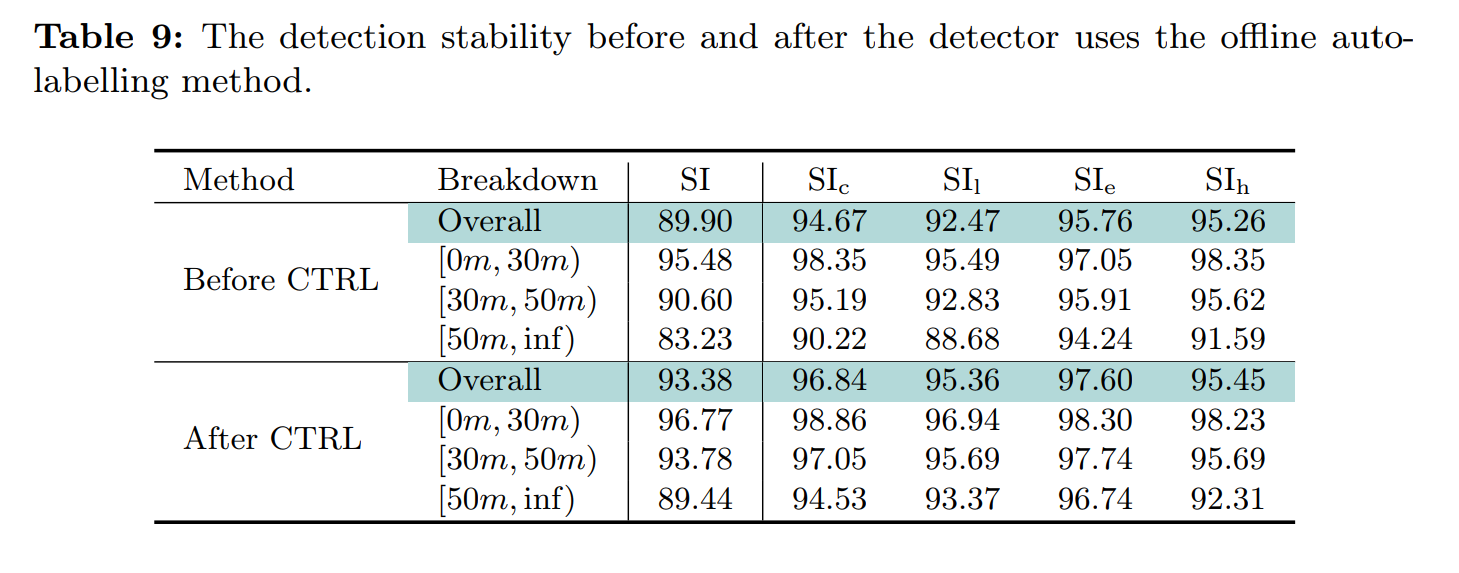 Table 9: The detection stability before and after the detector uses the offline auto-
labelling method.
Method Breakdown SI SIc SIl SIe SIh
Overall 89.90 94.67 92.47 95.76 95.26
Before CTRL
[0m, 30m) 95.48 98.35 95.49 97.05 98.35
[30m, 50m) 90.60 95.19 92.83 95.91 95.62
[50m, inf) 83.23 90.22 88.68 94.24 91.59
Overall 93.38 96.84 95.36 97.60 95.45
After CTRL
[0m, 30m) 96.77 98.86 96.94 98.30 98.23
[30m, 50m) 93.78 97.05 95.69 97.74 95.69
[50m, inf) 89.44 94.53 93.37 96.74 92.31